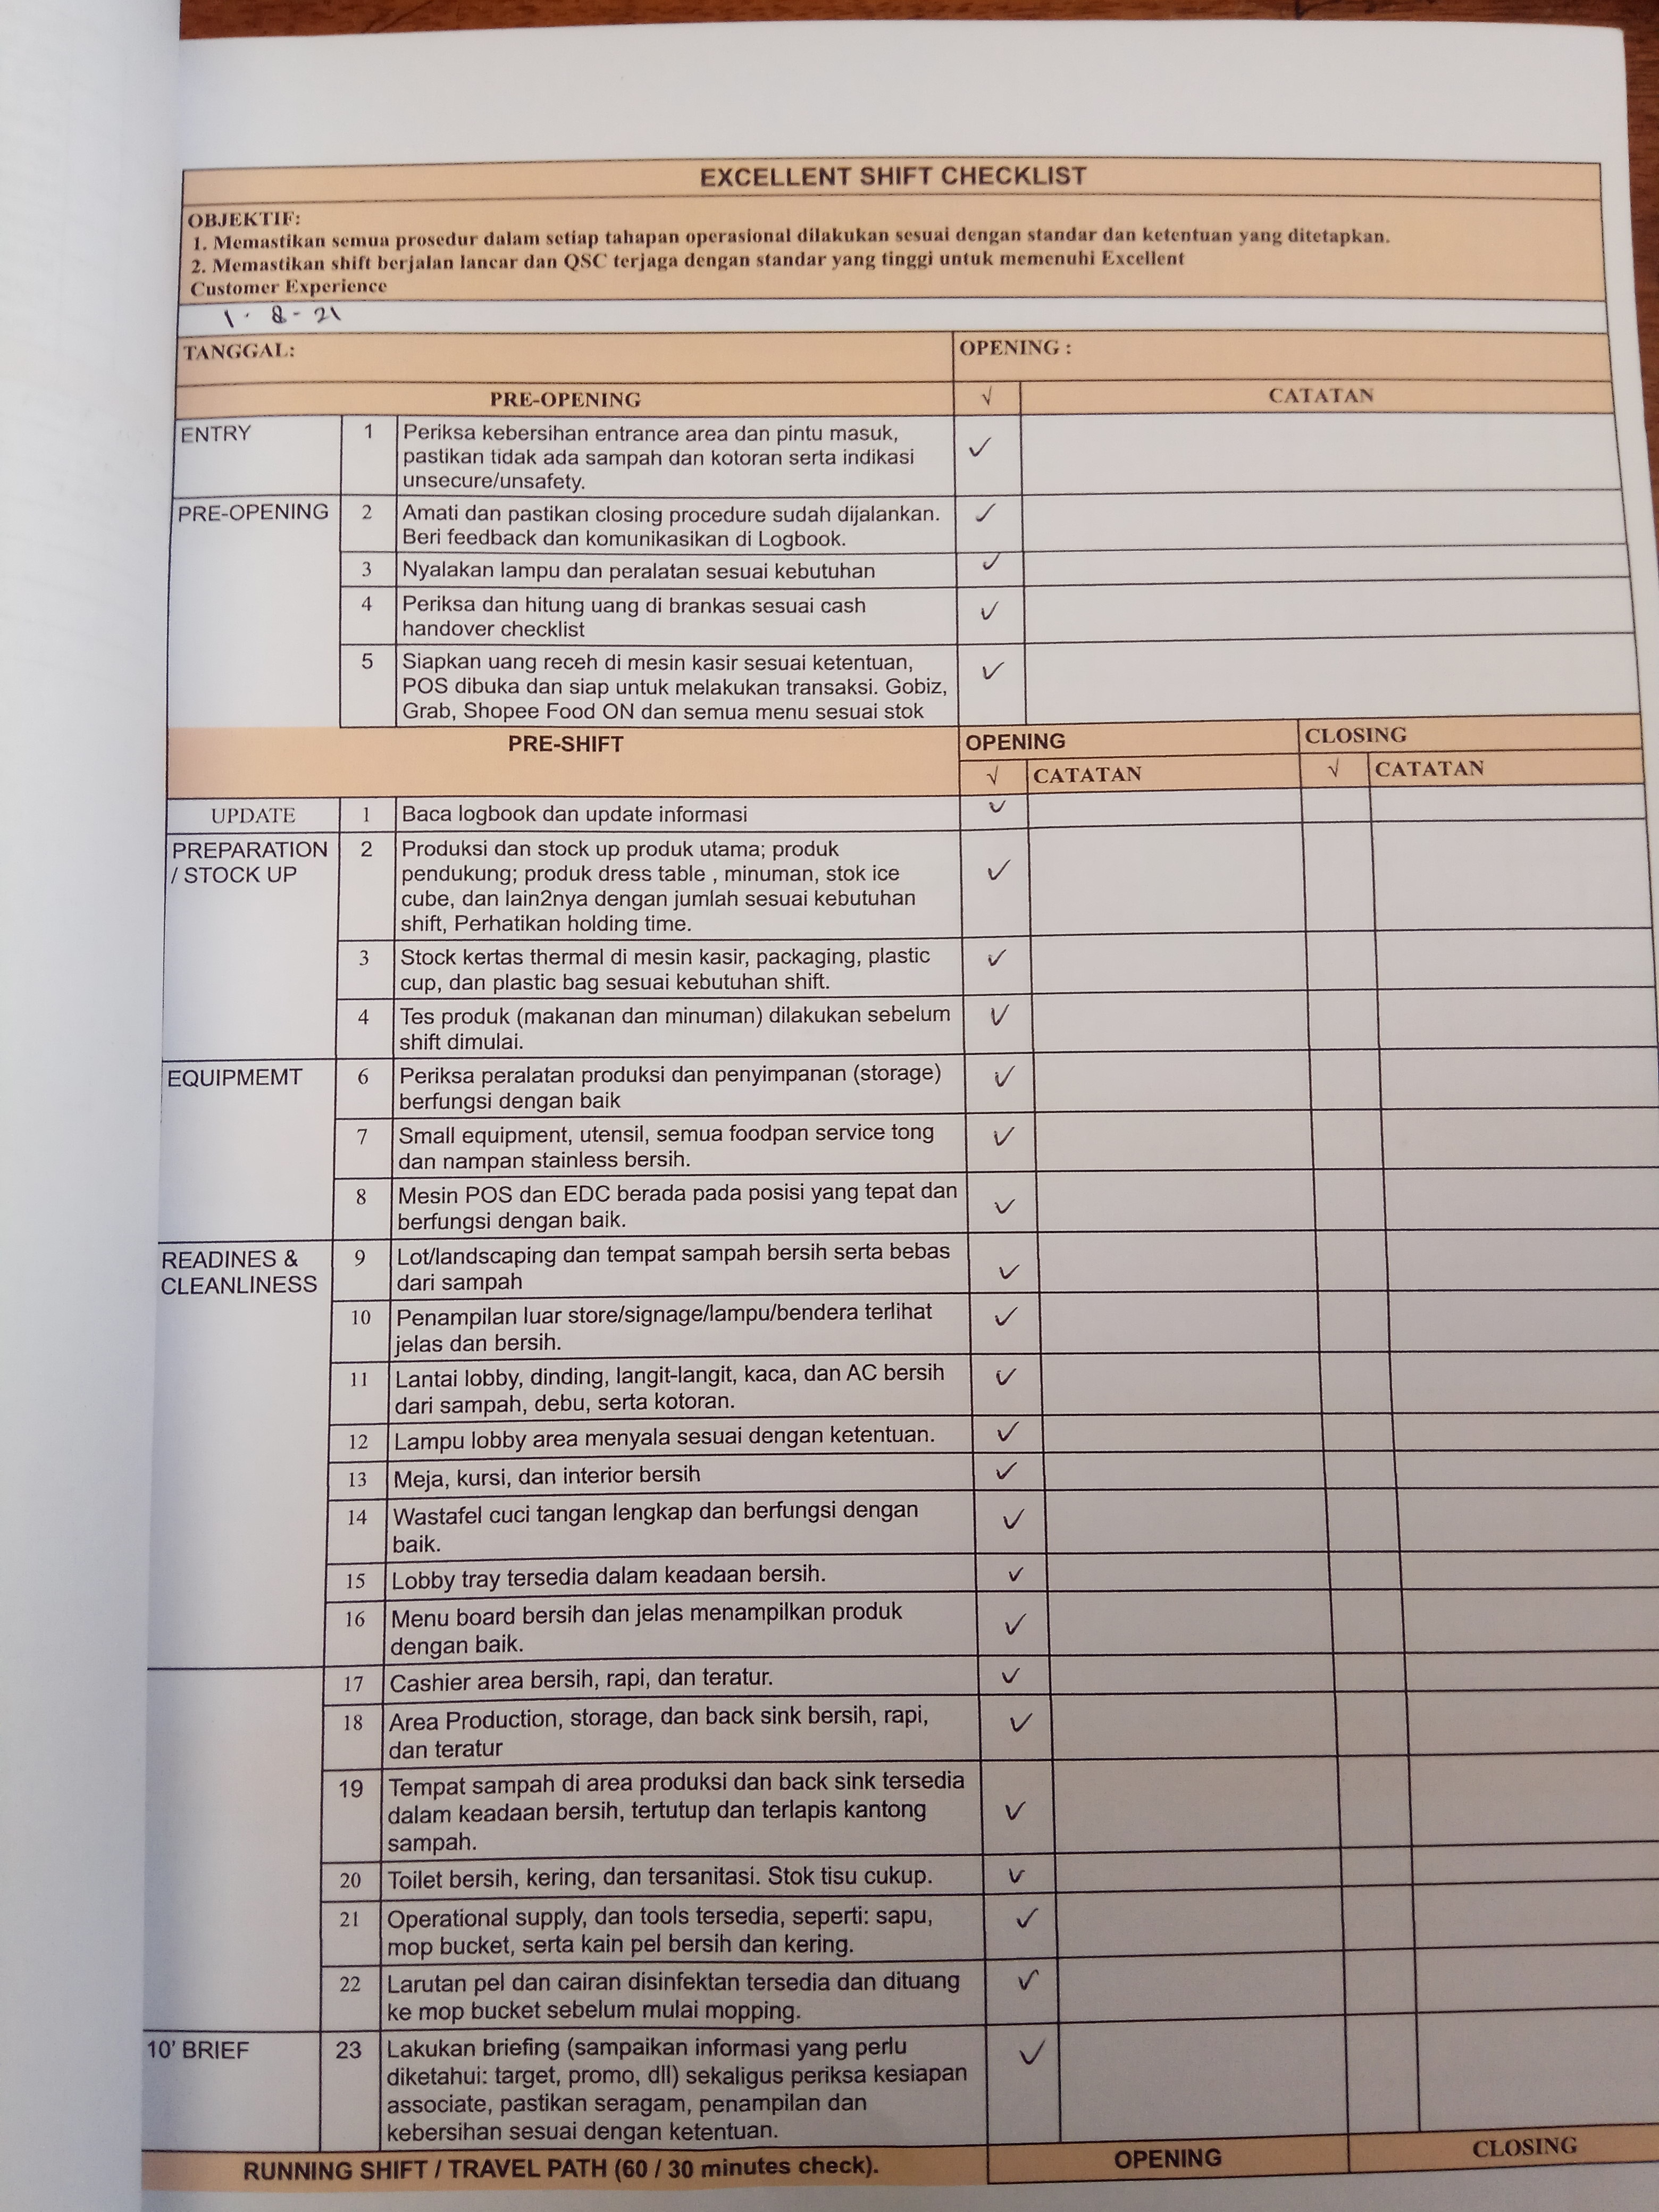 EXCELLENT SHIFT CHECKLIST
OBJEKTIF:
1. Memastikan semua prosedur dalam setiap tahapan operasional dilakukan sesuai dengan standar dan ketentuan yang ditetapkan.
2. Memastikan shift berjalan lancar dan QSC terjaga dengan standar yang tinggi untuk memenuhi Excellent
Customer Experience
1 · 8 - 21
TANGGAL: OPENING :
PRE-OPENING √ CATATAN
ENTRY 1 Periksa kebersihan entrance area dan pintu masuk, ✓
pastikan tidak ada sampah dan kotoran serta indikasi
unsecure/unsafety.
PRE-OPENING 2 Amati dan pastikan closing procedure sudah dijalankan. ✓
Beri feedback dan komunikasikan di Logbook.
3 Nyalakan lampu dan peralatan sesuai kebutuhan ✓
4 Periksa dan hitung uang di brankas sesuai cash ✓
handover checklist
5 Siapkan uang receh di mesin kasir sesuai ketentuan, ✓
POS dibuka dan siap untuk melakukan transaksi. Gobiz,
Grab, Shopee Food ON dan semua menu sesuai stok
PRE-SHIFT OPENING CLOSING
√ CATATAN √ CATATAN
UPDATE 1 Baca logbook dan update informasi ✓
PREPARATION 2 Produksi dan stock up produk utama; produk ✓
/ STOCK UP pendukung; produk dress table , minuman, stok ice
cube, dan lain2nya dengan jumlah sesuai kebutuhan
shift, Perhatikan holding time.
3 Stock kertas thermal di mesin kasir, packaging, plastic ✓
cup, dan plastic bag sesuai kebutuhan shift.
4 Tes produk (makanan dan minuman) dilakukan sebelum ✓
shift dimulai.
EQUIPMEMT 6 Periksa peralatan produksi dan penyimpanan (storage) ✓
berfungsi dengan baik
7 Small equipment, utensil, semua foodpan service tong ✓
dan nampan stainless bersih.
8 Mesin POS dan EDC berada pada posisi yang tepat dan ✓
berfungsi dengan baik.
READINES & 9 Lot/landscaping dan tempat sampah bersih serta bebas ✓
CLEANLINESS dari sampah
10 Penampilan luar store/signage/lampu/bendera terlihat ✓
jelas dan bersih.
11 Lantai lobby, dinding, langit-langit, kaca, dan AC bersih ✓
dari sampah, debu, serta kotoran.
12 Lampu lobby area menyala sesuai dengan ketentuan. ✓
13 Meja, kursi, dan interior bersih ✓
14 Wastafel cuci tangan lengkap dan berfungsi dengan ✓
baik.
15 Lobby tray tersedia dalam keadaan bersih. ✓
16 Menu board bersih dan jelas menampilkan produk ✓
dengan baik.
17 Cashier area bersih, rapi, dan teratur. ✓
18 Area Production, storage, dan back sink bersih, rapi, ✓
dan teratur
19 Tempat sampah di area produksi dan back sink tersedia ✓
dalam keadaan bersih, tertutup dan terlapis kantong
sampah.
20 Toilet bersih, kering, dan tersanitasi. Stok tisu cukup. ✓
21 Operational supply, dan tools tersedia, seperti: sapu, ✓
mop bucket, serta kain pel bersih dan kering.
22 Larutan pel dan cairan disinfektan tersedia dan dituang ✓
ke mop bucket sebelum mulai mopping.
10' BRIEF 23 Lakukan briefing (sampaikan informasi yang perlu ✓
diketahui: target, promo, dll) sekaligus periksa kesiapan
associate, pastikan seragam, penampilan dan
kebersihan sesuai dengan ketentuan.
RUNNING SHIFT / TRAVEL PATH (60 / 30 minutes check). OPENING CLOSING